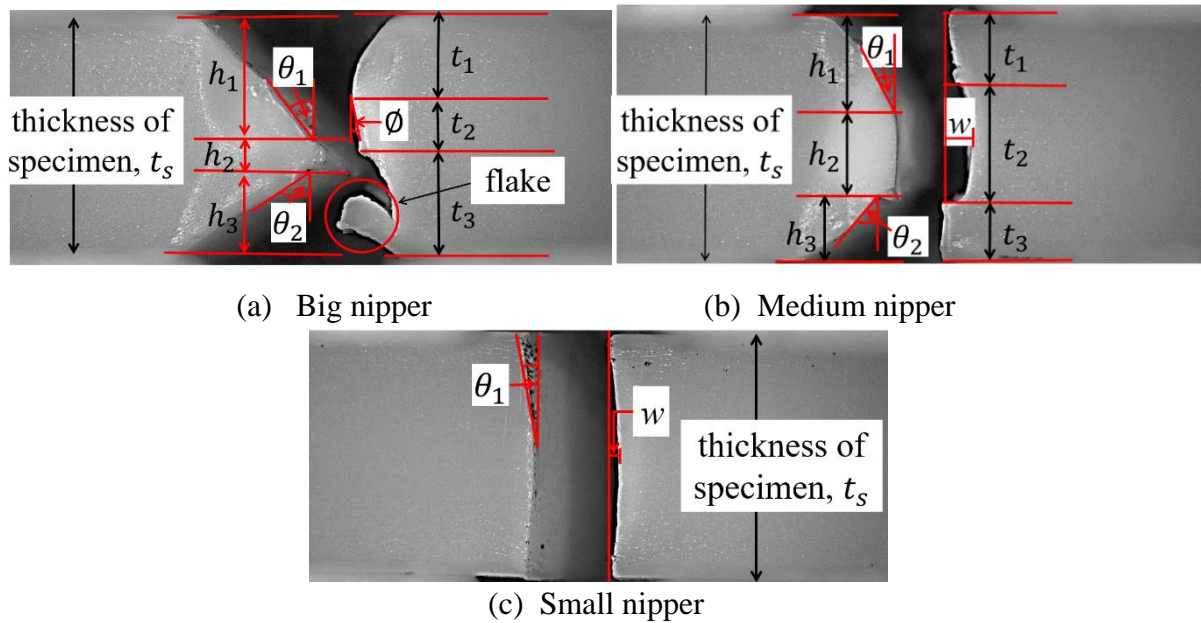 thickness of
specimen, tₛ
h₁
h₂
h₃
θ₁
θ₂
t₁
t₂
t₃
Ø
flake
(a) Big nipper
thickness of
specimen, tₛ
h₁
h₂
h₃
θ₁
θ₂
w
t₁
t₂
t₃
(b) Medium nipper
θ₁
w
thickness of
specimen, tₛ
(c) Small nipper